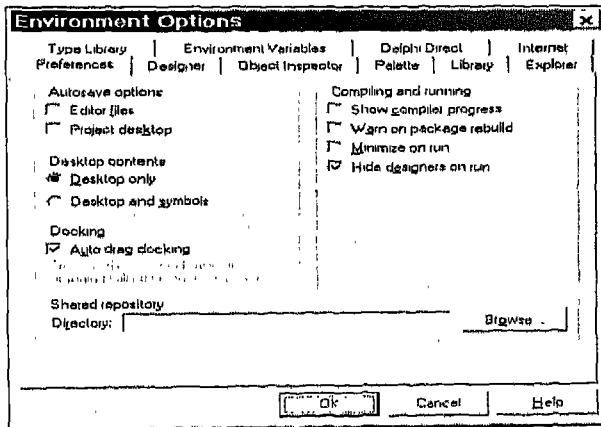 Environment Options
Type Library Environment Variables Delphi Direct Internet
Preferences Designer Object Inspector Palette Library Explorer
Autosave options
Editor files
Project desktop
Desktop contents
Desktop only
Desktop and symbols
Docking
Auto drag docking
Compiling and running
Show compiler progress
Warn on package rebuild
Minimize on run
Hide designers on run
Shared repository
Directory:
Browse
Ok Cancel Help